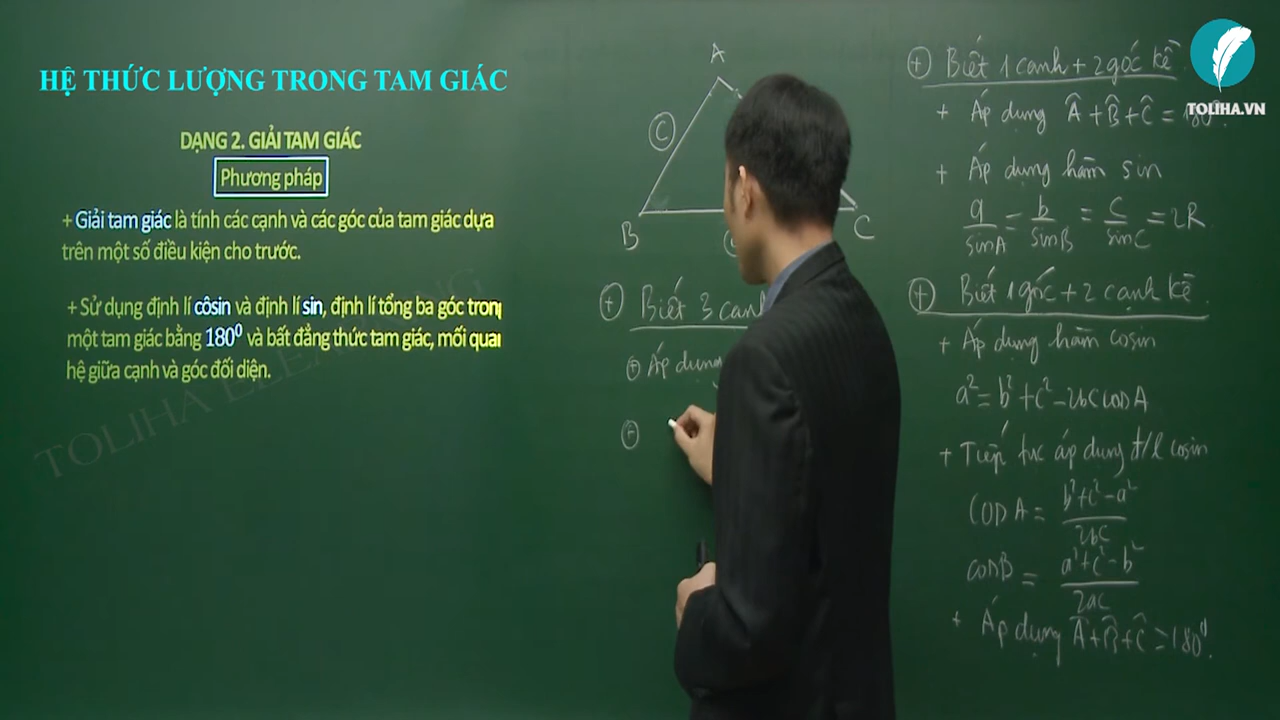 HỆ THỨC LƯỢNG TRONG TAM GIÁC
DẠNG 2. GIẢI TAM GIÁC
Phương pháp
+ Giải tam giác là tính các cạnh và các góc của tam giác dựa
trên một số điều kiện cho trước.
+ Sử dụng định lí côsin và định lí sin, định lí tổng ba góc trong
một tam giác bằng 180⁰ và bất đẳng thức tam giác, mối quan
hệ giữa cạnh và góc đối diện.
TOLIHA
A
C
B
C
+ Biết 3 cạnh
+ Áp dụng
+
+ Biết 1 cạnh + 2 góc kề
+ Áp dụng Â + B̂ + Ĉ = 180⁰.
+ Áp dụng hàm sin
a/sinA = b/sinB = c/sinC = 2R
+ Biết 1 góc + 2 cạnh kề.
+ Áp dụng hàm cosin
a² = b² + c² - 2bc cosA
+ Tiếp tục áp dụng đ/l cosin
cosA = (b² + c² - a²)/2bc
cosB = (a² + c² - b²)/2ac
+ Áp dụng Â + B̂ + Ĉ = 180⁰.
TOLIHA.VN